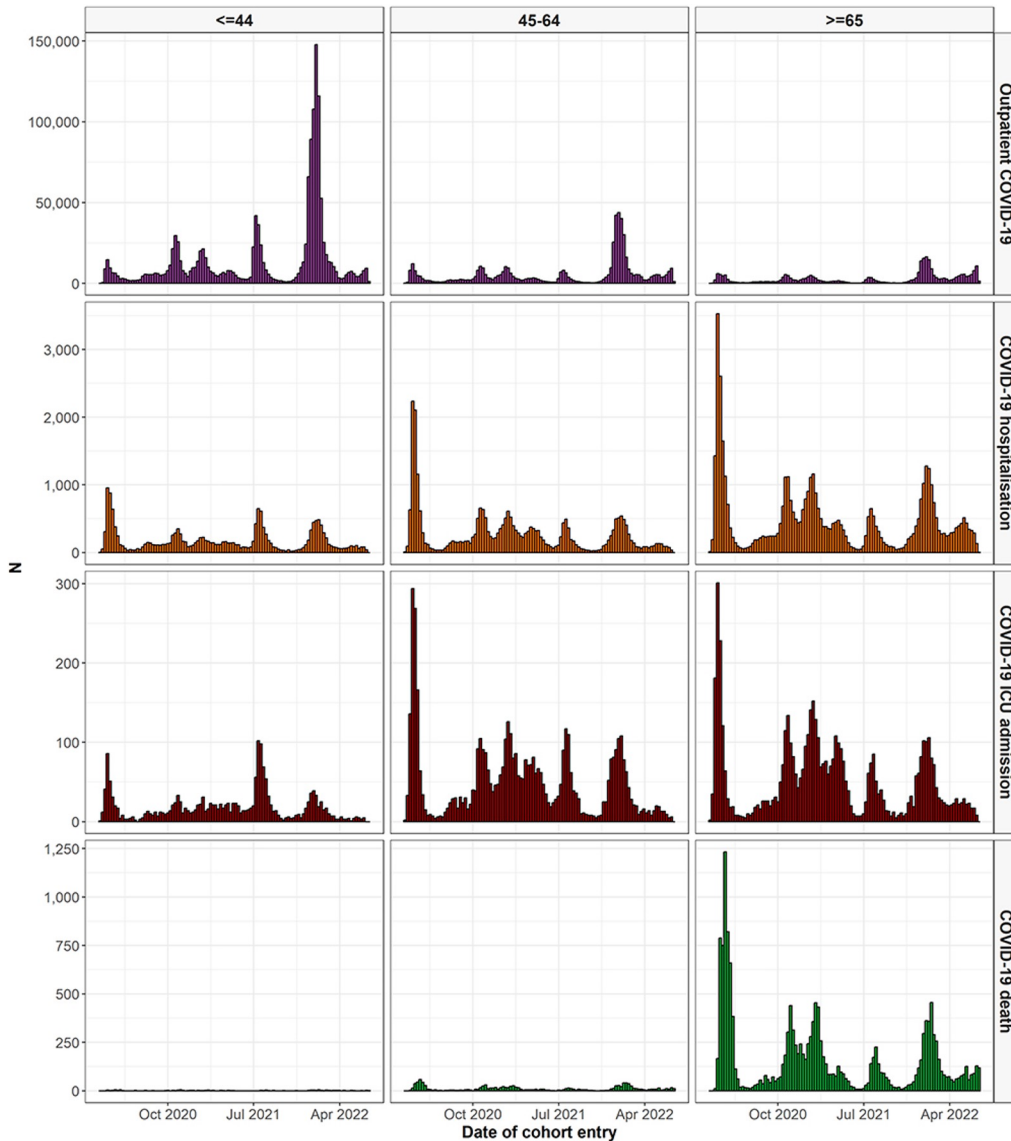 <=44 45-64 >=65
150,000
100,000
50,000
0
Outpatient COVID-19
3,000
2,000
1,000
0
COVID-19 hospitalisation
N
300
200
100
0
COVID-19 ICU admission
1,250
1,000
750
500
250
0
COVID-19 death
Oct 2020 Jul 2021 Apr 2022 Oct 2020 Jul 2021 Apr 2022 Oct 2020 Jul 2021 Apr 2022
Date of cohort entry